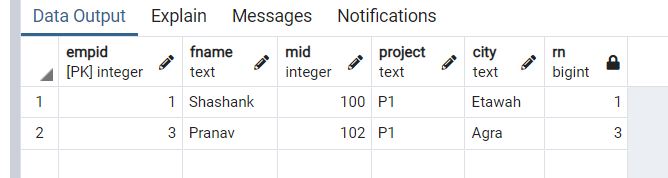 Data Output Explain Messages Notifications
empid fname mid project city rn
[PK] integer text integer text text bigint
1 1 Shashank 100 P1 Etawah 1
2 3 Pranav 102 P1 Agra 3